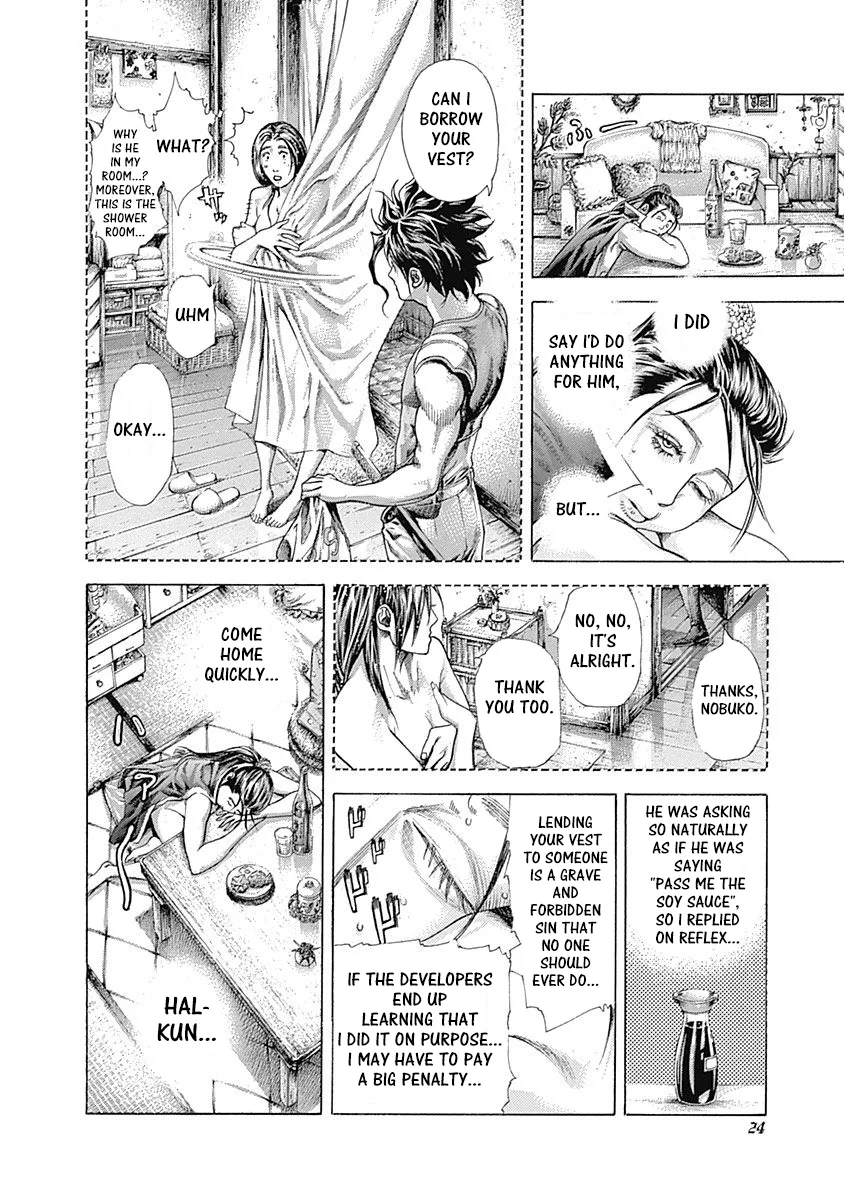 I DID
SAY I'D DO
ANYTHING
FOR HIM,
BUT...
CAN I
BORROW
YOUR
VEST?
WHAT?
WHY
IS HE
IN MY
ROOM...?
MOREOVER,
THIS IS THE
SHOWER
ROOM...
UHM
OKAY...
THANKS,
NOBUKO.
NO, NO,
IT'S
ALRIGHT.
THANK
YOU TOO.
COME
HOME
QUICKLY...
HAL-
KUN...
HE WAS ASKING
SO NATURALLY
AS IF HE WAS
SAYING
"PASS ME THE
SOY SAUCE",
SO I REPLIED
ON REFLEX...
LENDING
YOUR VEST
TO SOMEONE
IS A GRAVE
AND
FORBIDDEN
SIN THAT
NO ONE
SHOULD
EVER DO...
IF THE DEVELOPERS
END UP
LEARNING THAT
I DID IT ON PURPOSE...
I MAY HAVE TO PAY
A BIG PENALTY...
24